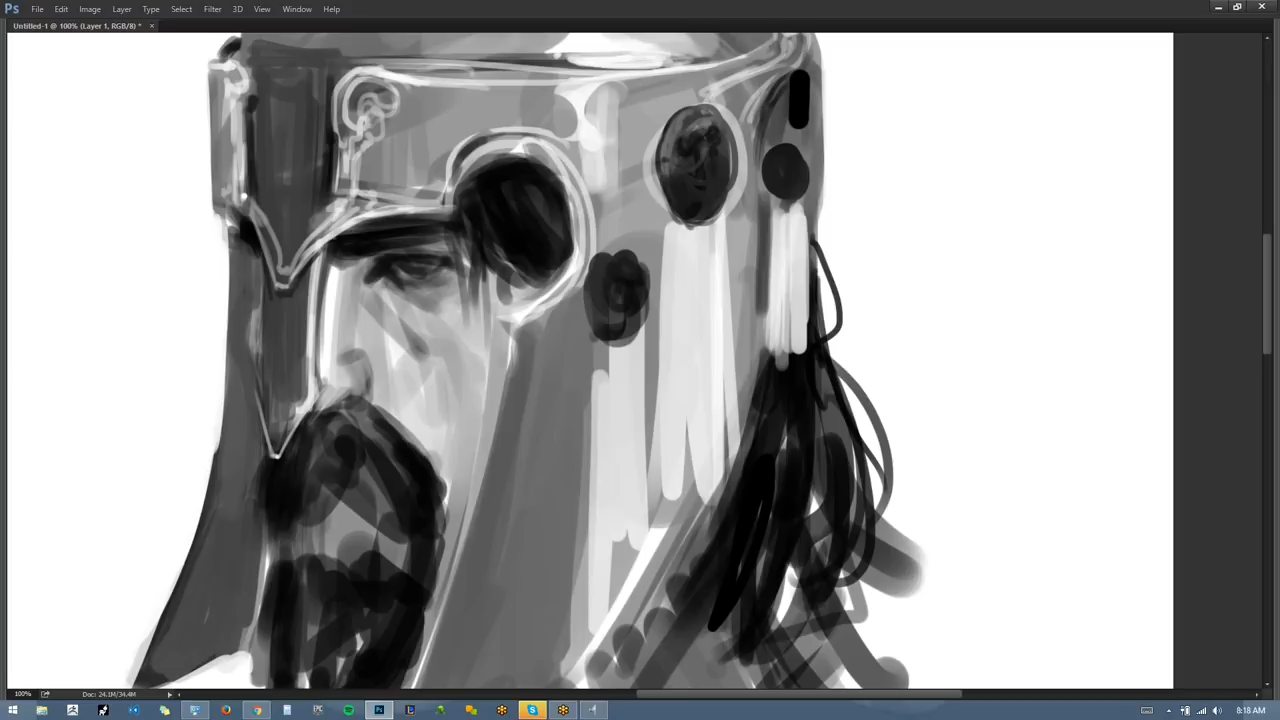 Ps File Edit Image Layer Type Select Filter 3D View Window Help
Untitled-1 @ 100% (Layer 1, RGB/8) * ×
100% Doc: 24.1M/34.4M
8:18 AM